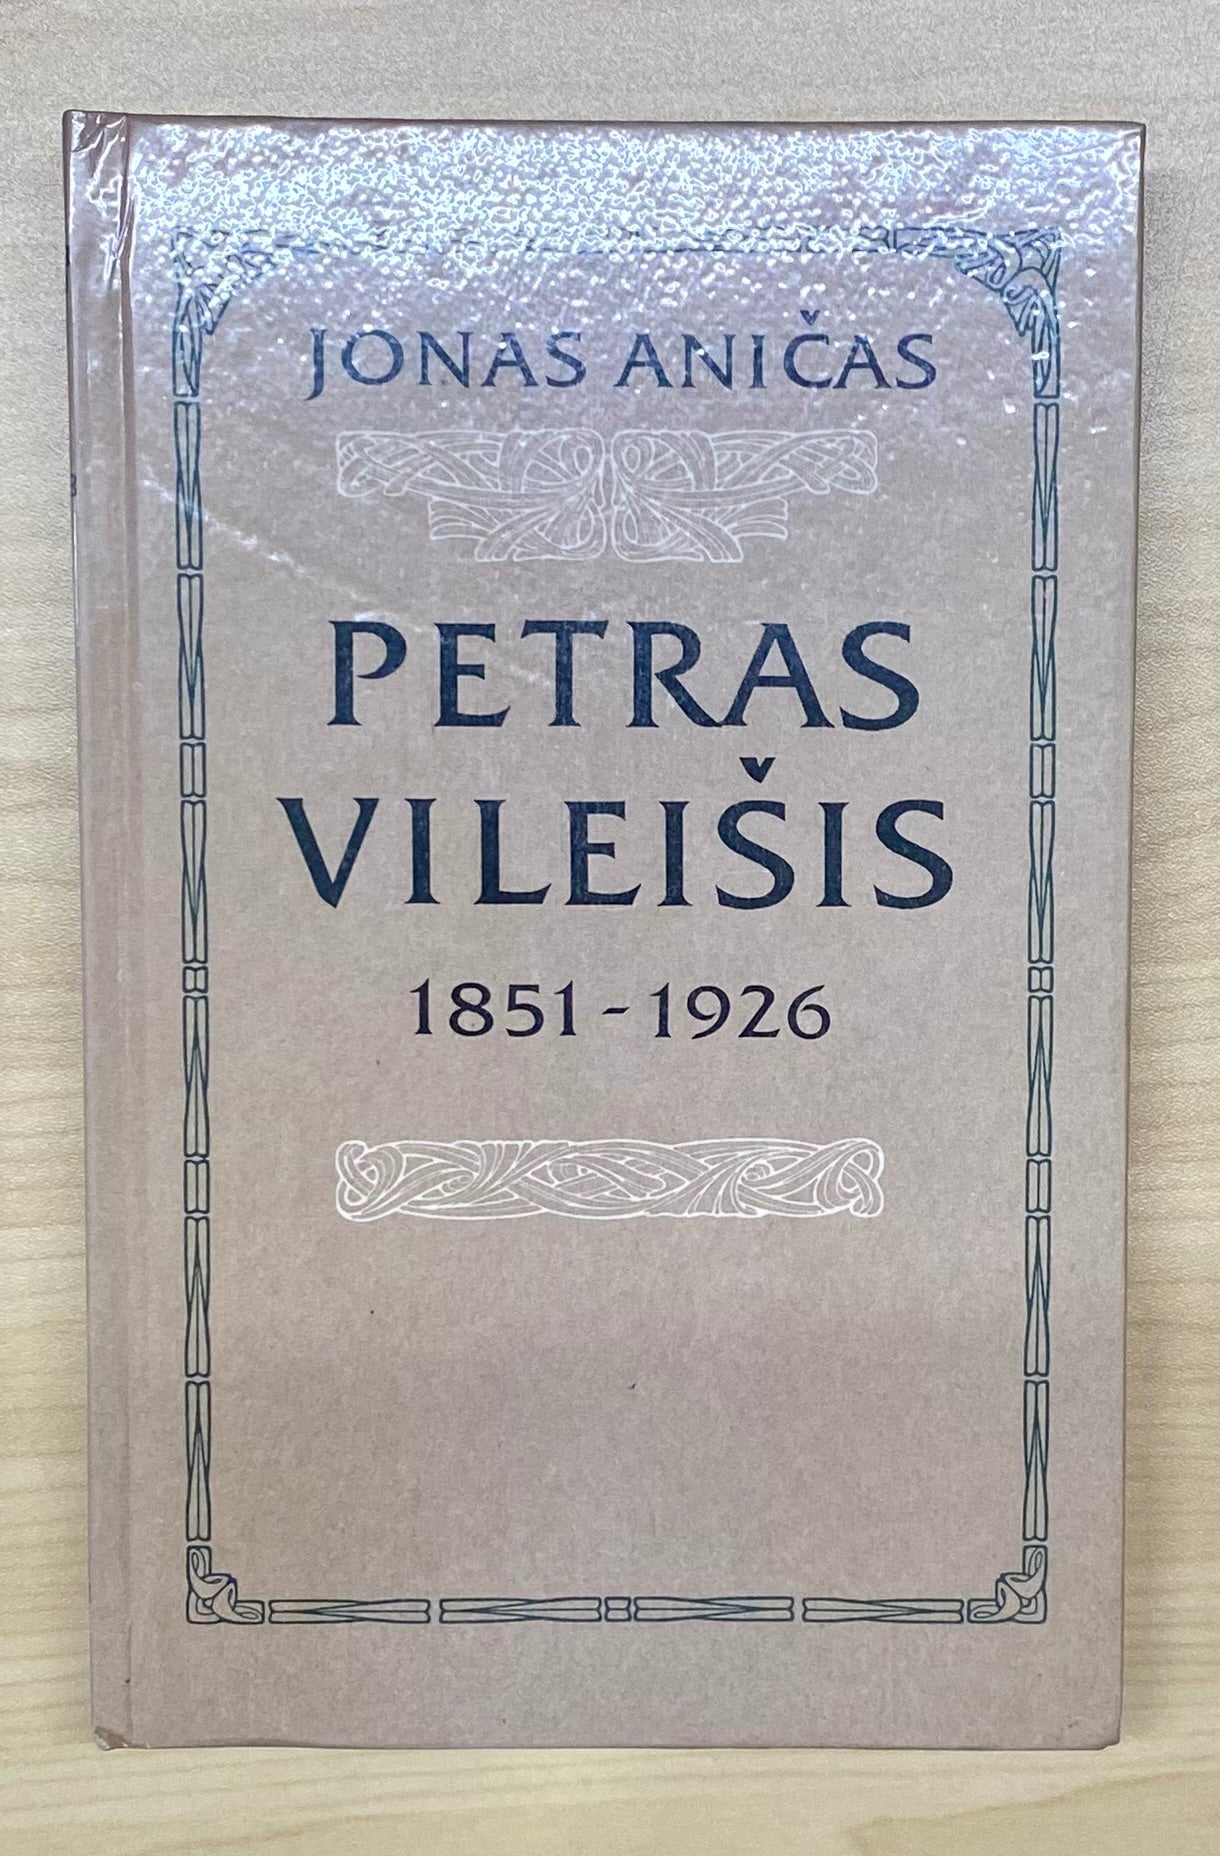 JONAS ANIČAS
PETRAS
VILEIŠIS
1851-1926